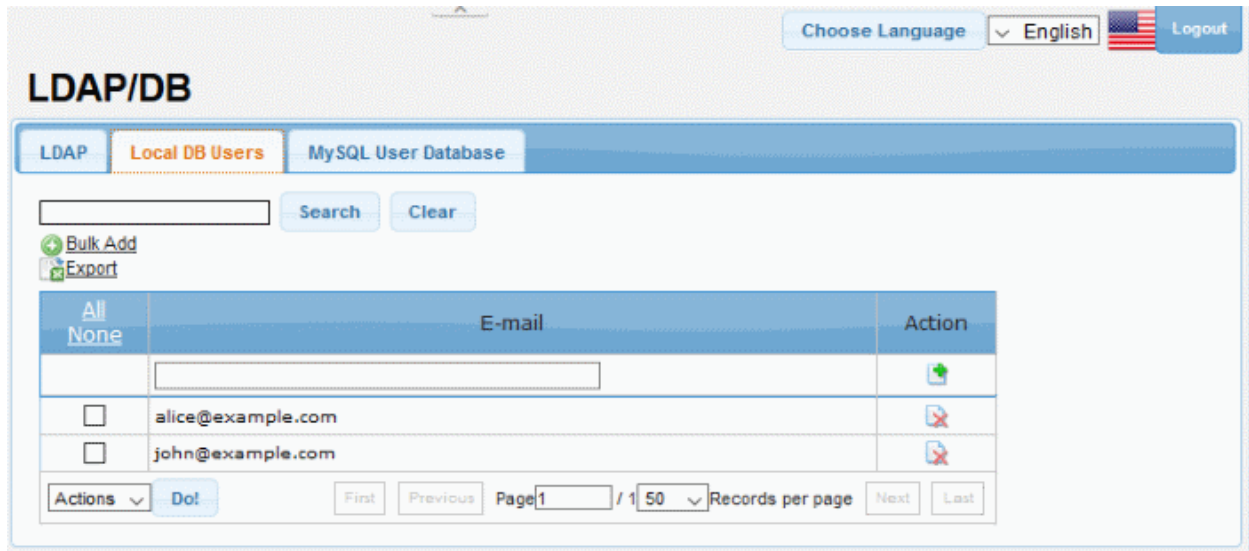 Choose Language English Logout
LDAP/DB
LDAP Local DB Users MySQL User Database
Search Clear
Bulk Add
Export
All
None E-mail Action
alice@example.com
john@example.com
Actions Do! First Previous Page 1 / 1 50 Records per page Next Last